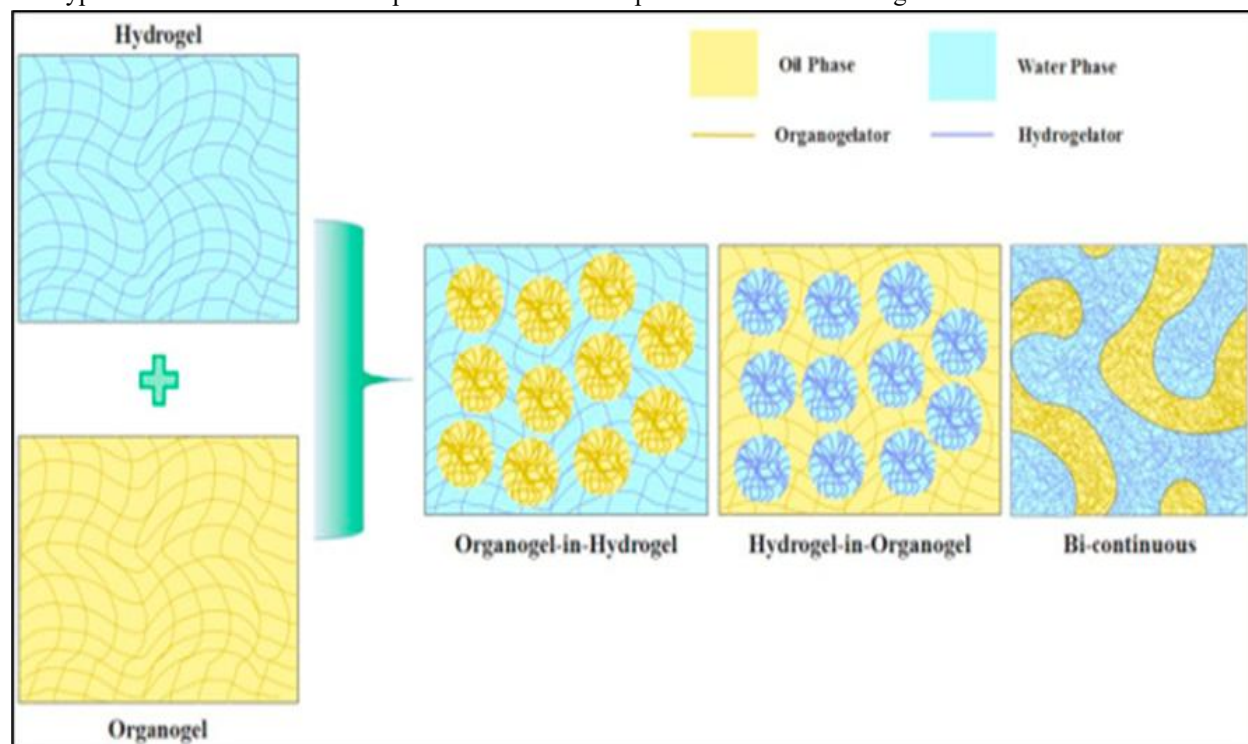 Hydrogel
Oil Phase
Water Phase
Organogelator
Hydrogelator
Organogel-in-Hydrogel
Hydrogel-in-Organogel
Bi-continuous
Organogel